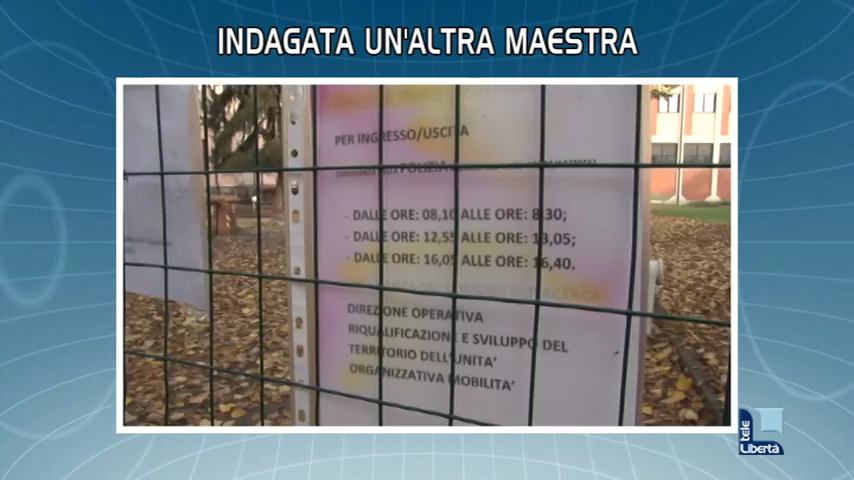 INDAGATA UN'ALTRA MAESTRA
PER INGRESSO/USCITA
POLIZIA
- DALLE ORE: 08,10 ALLE ORE: 8,30;
- DALLE ORE: 12,55 ALLE ORE: 13,05;
- DALLE ORE: 16,05 ALLE ORE: 16,40.
DIREZIONE OPERATIVA
RIQUALIFICAZIONE E SVILUPPO DEL
TERRITORIO DELL'UNITA'
ORGANIZZATIVA MOBILITA'
tele
Libertà